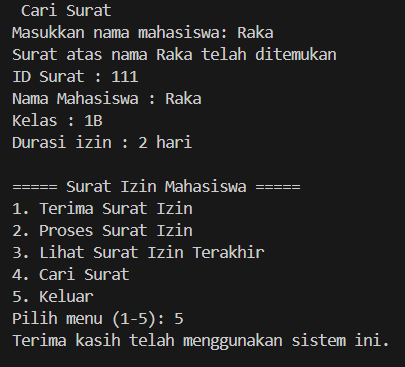 Cari Surat
Masukkan nama mahasiswa: Raka
Surat atas nama Raka telah ditemukan
ID Surat : 111
Nama Mahasiswa : Raka
Kelas : 1B
Durasi izin : 2 hari

===== Surat Izin Mahasiswa =====
1. Terima Surat Izin
2. Proses Surat Izin
3. Lihat Surat Izin Terakhir
4. Cari Surat
5. Keluar
Pilih menu (1-5): 5
Terima kasih telah menggunakan sistem ini.